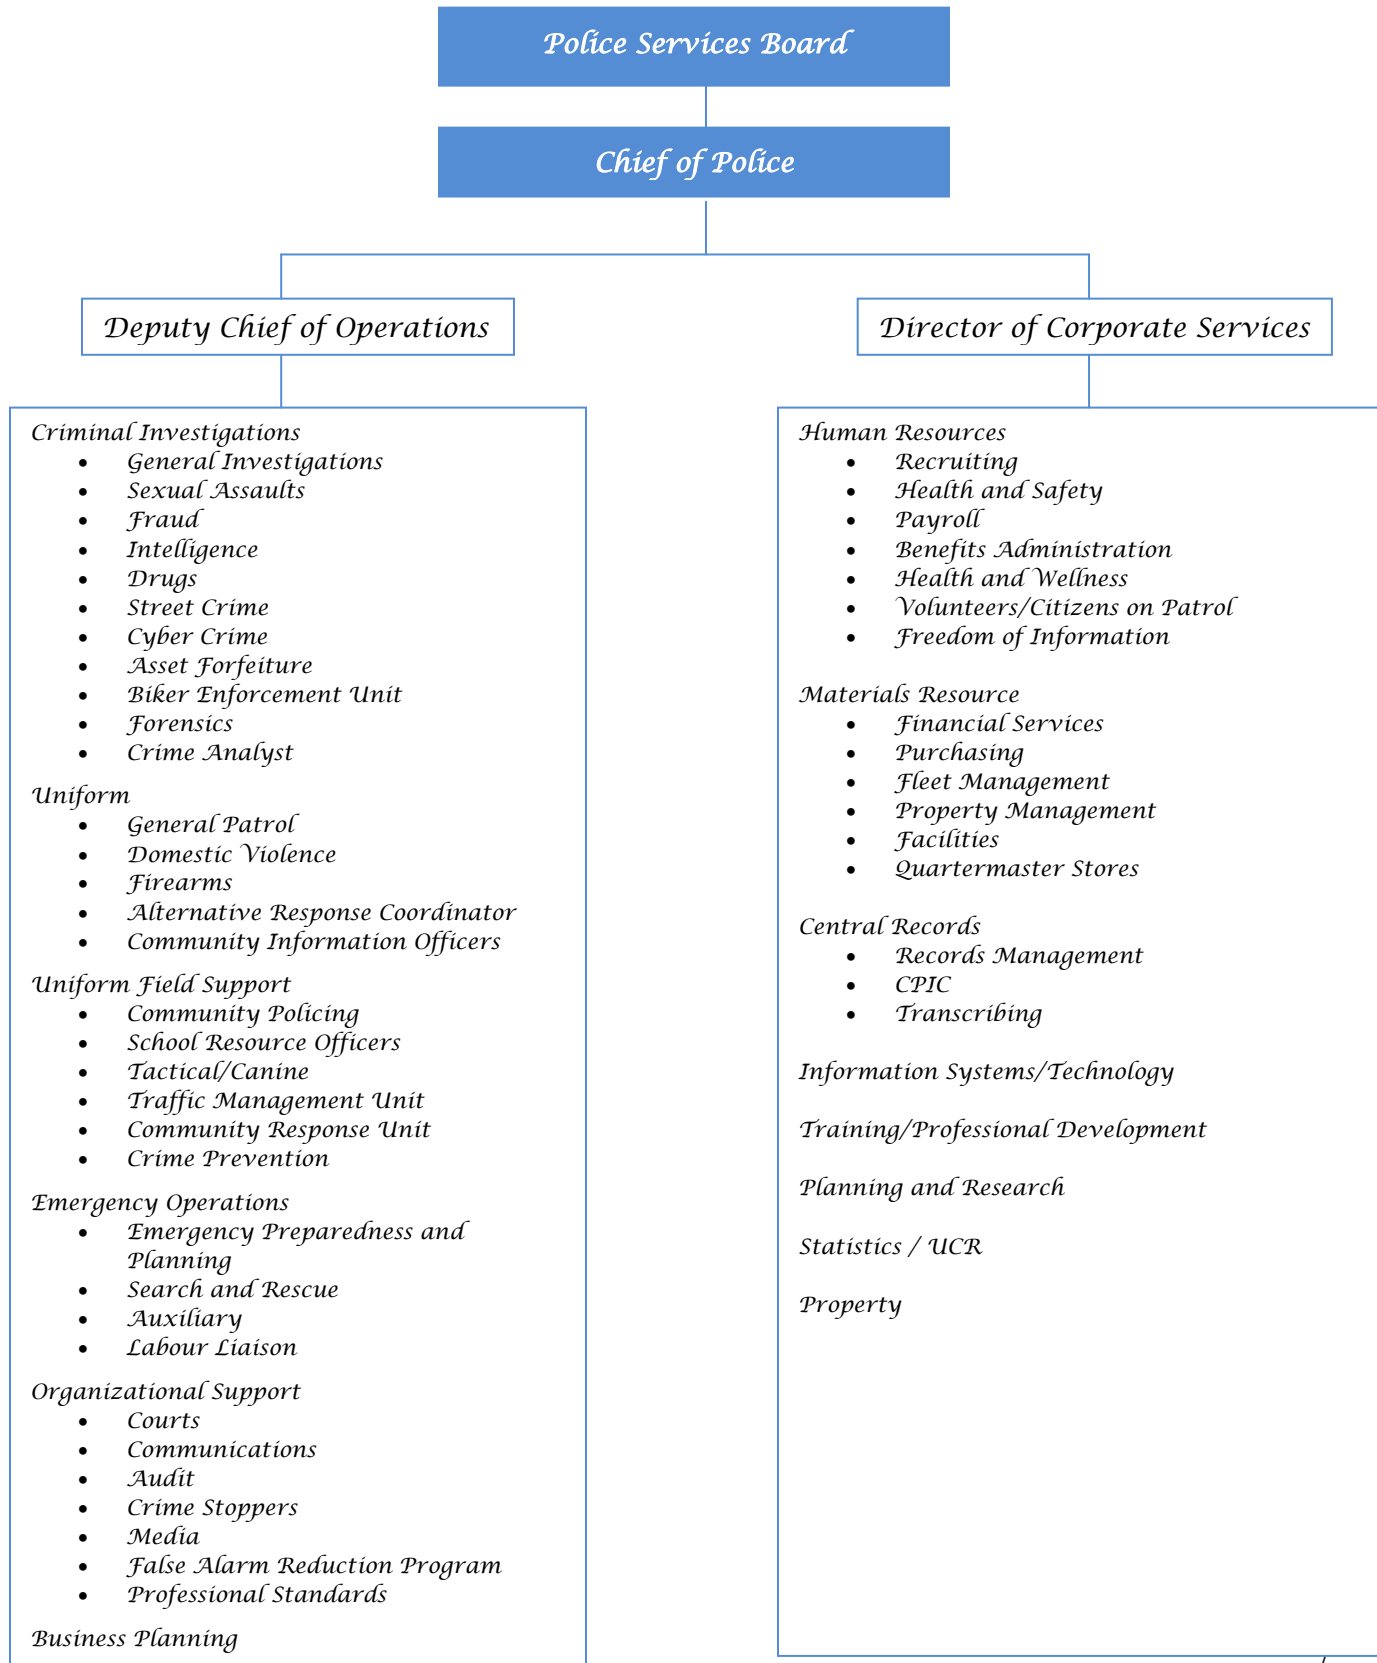 Police Services Board
Chief of Police
Deputy Chief of Operations
Director of Corporate Services
Criminal Investigations
• General Investigations
• Sexual Assaults
• Fraud
• Intelligence
• Drugs
• Street Crime
• Cyber Crime
• Asset Forfeiture
• Biker Enforcement Unit
• Forensics
• Crime Analyst
Uniform
• General Patrol
• Domestic Violence
• Firearms
• Alternative Response Coordinator
• Community Information Officers
Uniform Field Support
• Community Policing
• School Resource Officers
• Tactical/Canine
• Traffic Management Unit
• Community Response Unit
• Crime Prevention
Emergency Operations
• Emergency Preparedness and
Planning
• Search and Rescue
• Auxiliary
• Labour Liaison
Organizational Support
• Courts
• Communications
• Audit
• Crime Stoppers
• Media
• False Alarm Reduction Program
• Professional Standards
Business Planning
Human Resources
• Recruiting
• Health and Safety
• Payroll
• Benefits Administration
• Health and Wellness
• Volunteers/Citizens on Patrol
• Freedom of Information
Materials Resource
• Financial Services
• Purchasing
• Fleet Management
• Property Management
• Facilities
• Quartermaster Stores
Central Records
• Records Management
• CPIC
• Transcribing
Information Systems/Technology
Training/Professional Development
Planning and Research
Statistics / UCR
Property